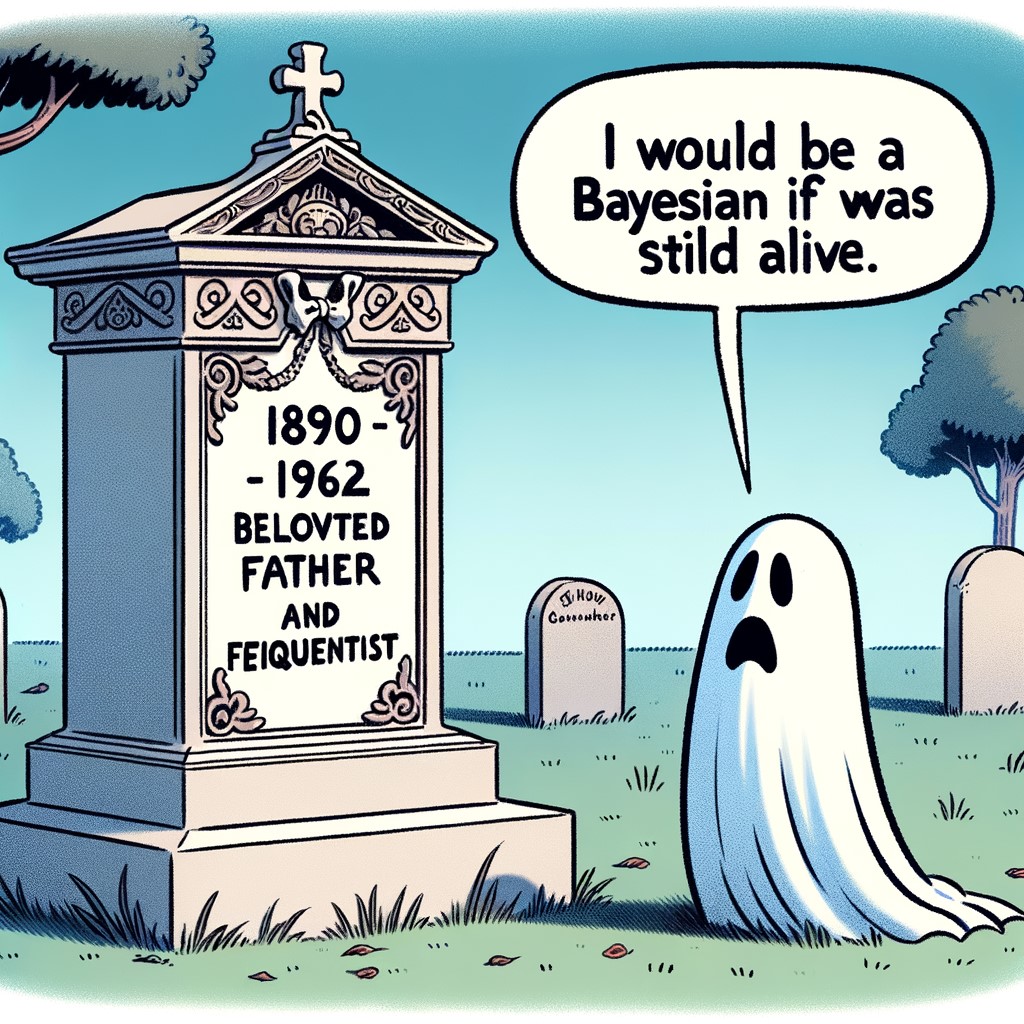 I would be a
Bayesian if was
stild alive.
1890 -
- 1962
BELOVTED
FATHER
AND
FEIQUENTIST